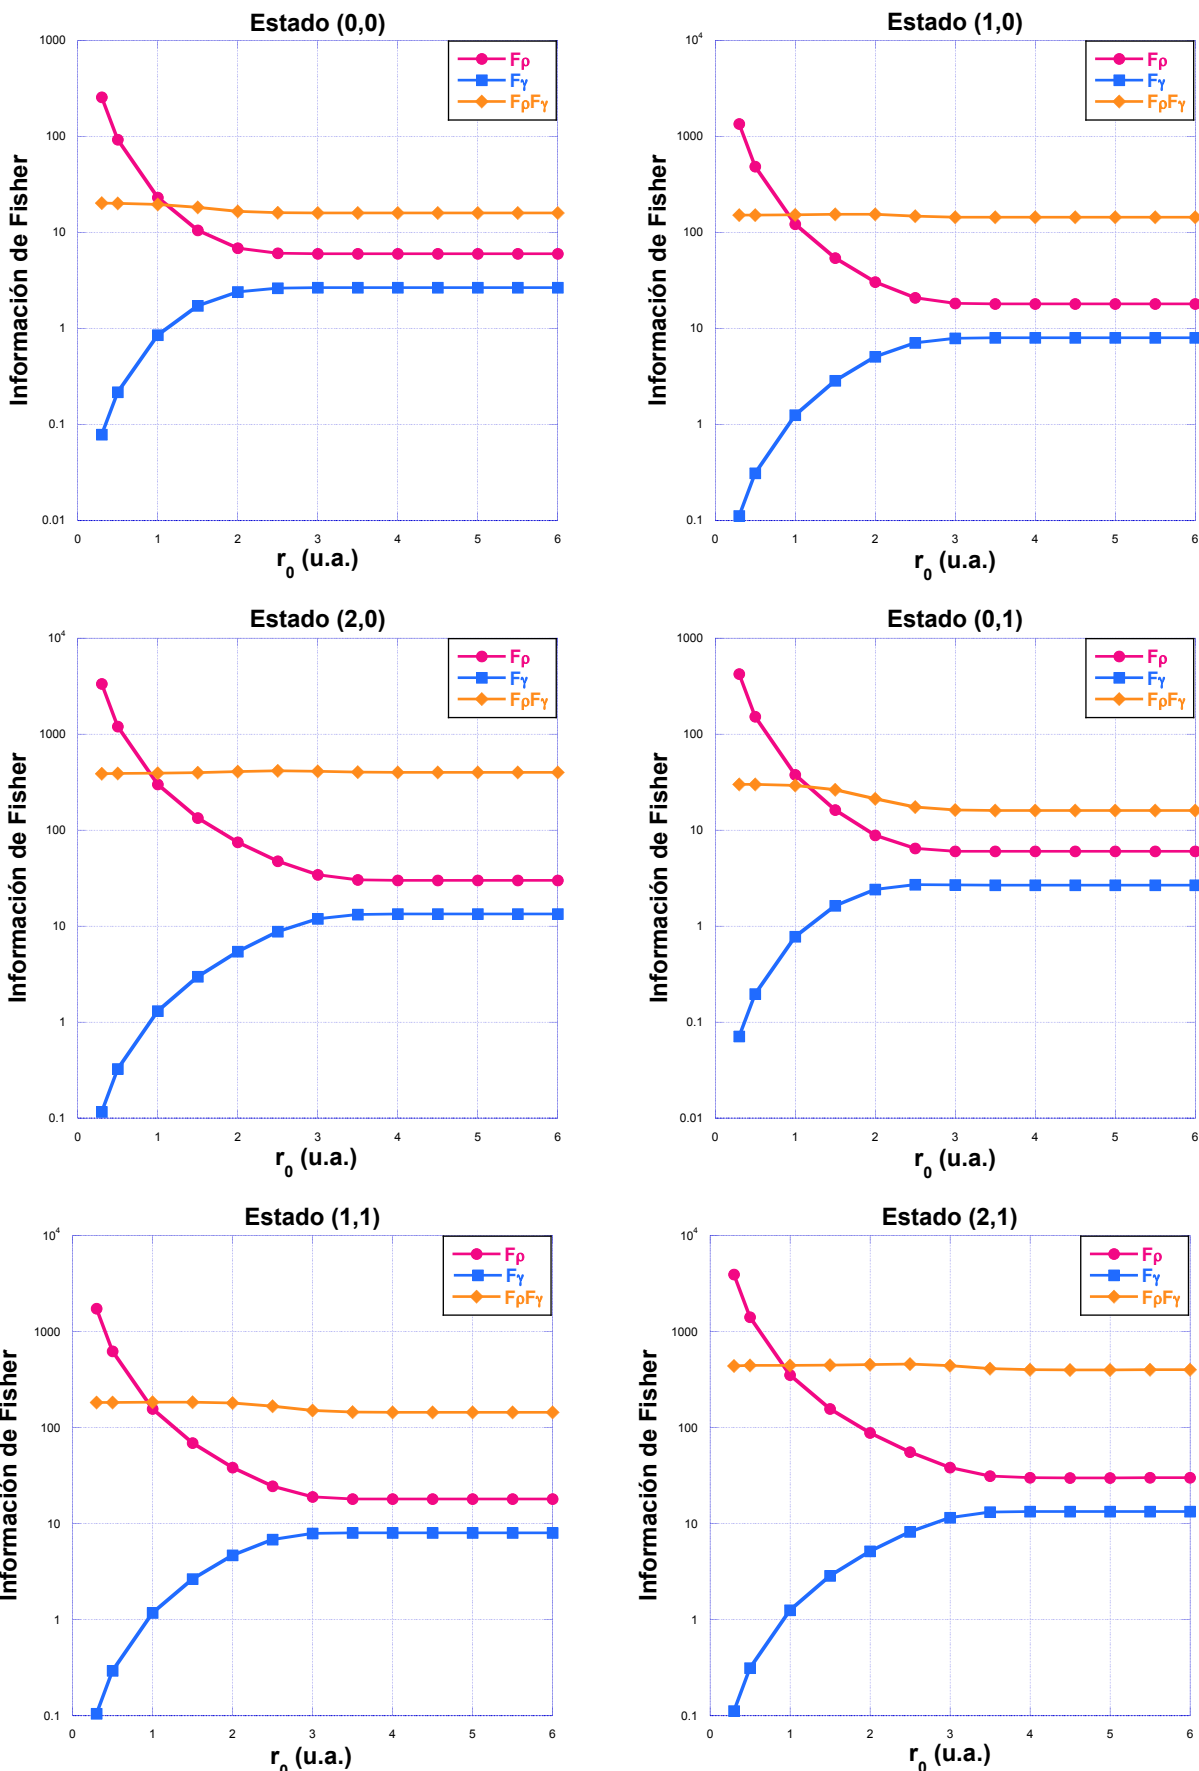 Estado (0,0)
Información de Fisher
1000
100
10
1
0.1
0.01
Fρ
Fγ
FρFγ
0 1 2 3 4 5 6
r0 (u.a.)
Estado (1,0)
Información de Fisher
10^4
1000
100
10
1
0.1
Fρ
Fγ
FρFγ
0 1 2 3 4 5 6
r0 (u.a.)
Estado (2,0)
Información de Fisher
10^4
1000
100
10
1
0.1
Fρ
Fγ
FρFγ
0 1 2 3 4 5 6
r0 (u.a.)
Estado (0,1)
Información de Fisher
1000
100
10
1
0.1
0.01
Fρ
Fγ
FρFγ
0 1 2 3 4 5 6
r0 (u.a.)
Estado (1,1)
Información de Fisher
10^4
1000
100
10
1
0.1
Fρ
Fγ
FρFγ
0 1 2 3 4 5 6
r0 (u.a.)
Estado (2,1)
Información de Fisher
10^4
1000
100
10
1
0.1
Fρ
Fγ
FρFγ
0 1 2 3 4 5 6
r0 (u.a.)